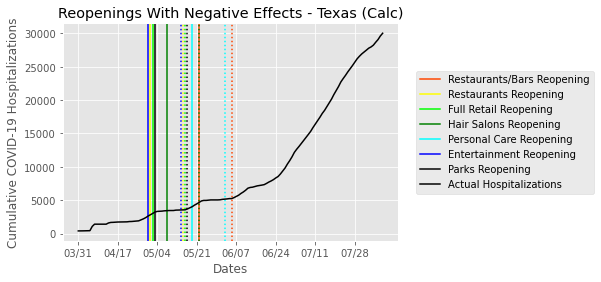 Reopenings With Negative Effects - Texas (Calc)
Cumulative COVID-19 Hospitalizations
30000
25000
20000
15000
10000
5000
0
03/31 04/17 05/04 05/21 06/07 06/24 07/11 07/28
Dates
Restaurants/Bars Reopening
Restaurants Reopening
Full Retail Reopening
Hair Salons Reopening
Personal Care Reopening
Entertainment Reopening
Parks Reopening
Actual Hospitalizations